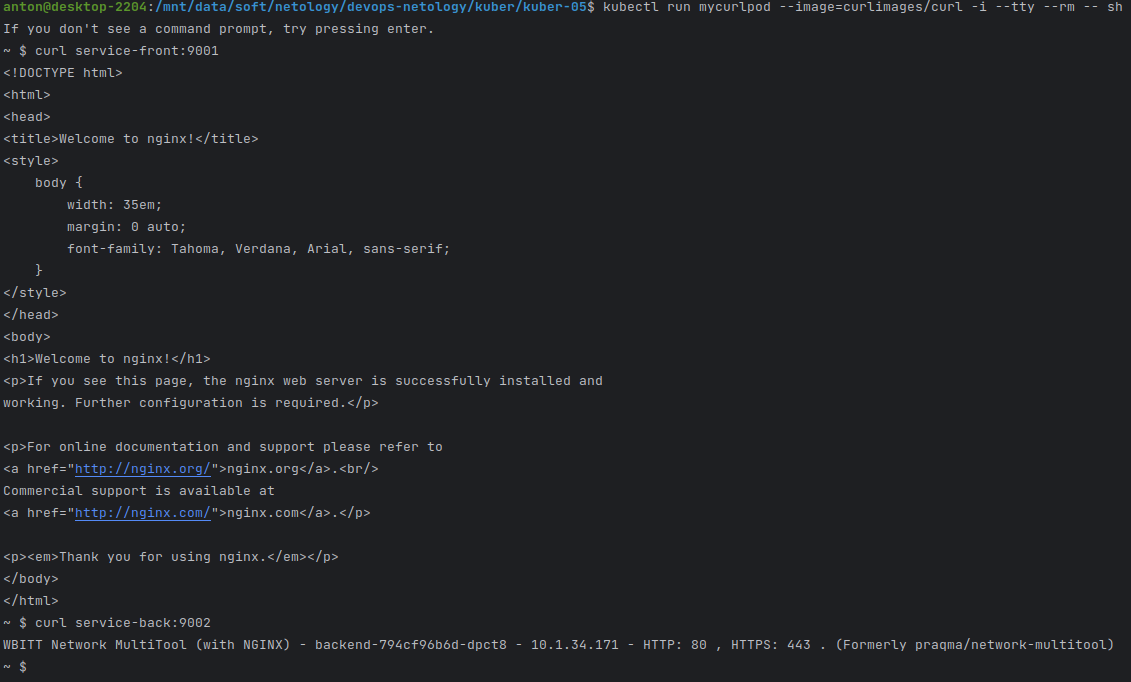 anton@desktop-2204:/mnt/data/soft/netology/devops-netology/kuber/kuber-05$ kubectl run mycurlpod --image=curlimages/curl -i --tty --rm -- sh
If you don't see a command prompt, try pressing enter.
~ $ curl service-front:9001
<!DOCTYPE html>
<html>
<head>
<title>Welcome to nginx!</title>
<style>
    body {
        width: 35em;
        margin: 0 auto;
        font-family: Tahoma, Verdana, Arial, sans-serif;
    }
</style>
</head>
<body>
<h1>Welcome to nginx!</h1>
<p>If you see this page, the nginx web server is successfully installed and
working. Further configuration is required.</p>

<p>For online documentation and support please refer to
<a href="http://nginx.org/">nginx.org</a>.<br/>
Commercial support is available at
<a href="http://nginx.com/">nginx.com</a>.</p>

<p><em>Thank you for using nginx.</em></p>
</body>
</html>
~ $ curl service-back:9002
WBITT Network MultiTool (with NGINX) - backend-794cf96b6d-dpct8 - 10.1.34.171 - HTTP: 80 , HTTPS: 443 . (Formerly praqma/network-multitool)
~ $